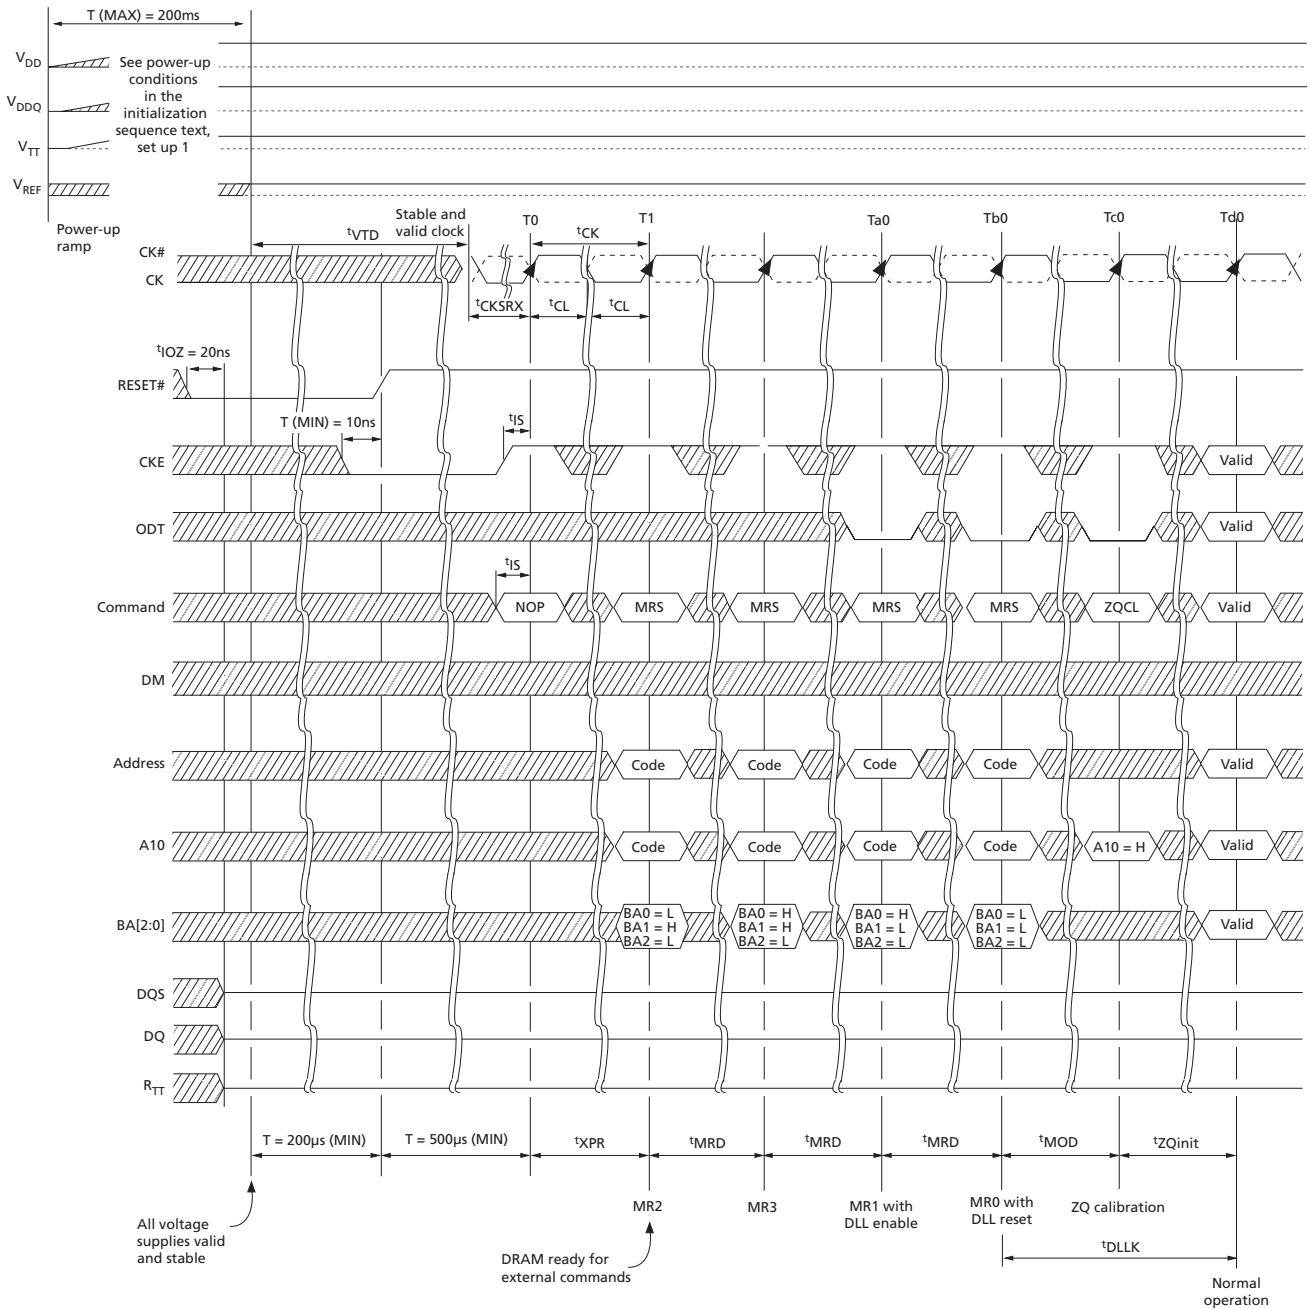 T (MAX) = 200ms
VDD
See power-up
conditions
in the
initialization
sequence text,
set up 1
VDDQ
VTT
VREF
Power-up
ramp
Stable and
valid clock
T0
T1
Ta0
Tb0
Tc0
Td0
tVTD
tCK
CK#
CK
tCKSRX
tCL
tCL
tIOZ = 20ns
RESET#
T (MIN) = 10ns
tIS
CKE
Valid
ODT
Valid
tIS
Command
NOP
MRS
MRS
MRS
MRS
ZQCL
Valid
DM
Address
Code
Code
Code
Code
Valid
A10
Code
Code
Code
Code
A10 = H
Valid
BA[2:0]
BA0 = L
BA1 = H
BA2 = L
BA0 = H
BA1 = H
BA2 = L
BA0 = H
BA1 = L
BA2 = L
BA0 = L
BA1 = L
BA2 = L
Valid
DQS
DQ
RTT
T = 200µs (MIN)
T = 500µs (MIN)
tXPR
tMRD
tMRD
tMRD
tMOD
tZQinit
MR2
MR3
MR1 with
DLL enable
MR0 with
DLL reset
ZQ calibration
All voltage
supplies valid
and stable
DRAM ready for
external commands
tDLLK
Normal
operation